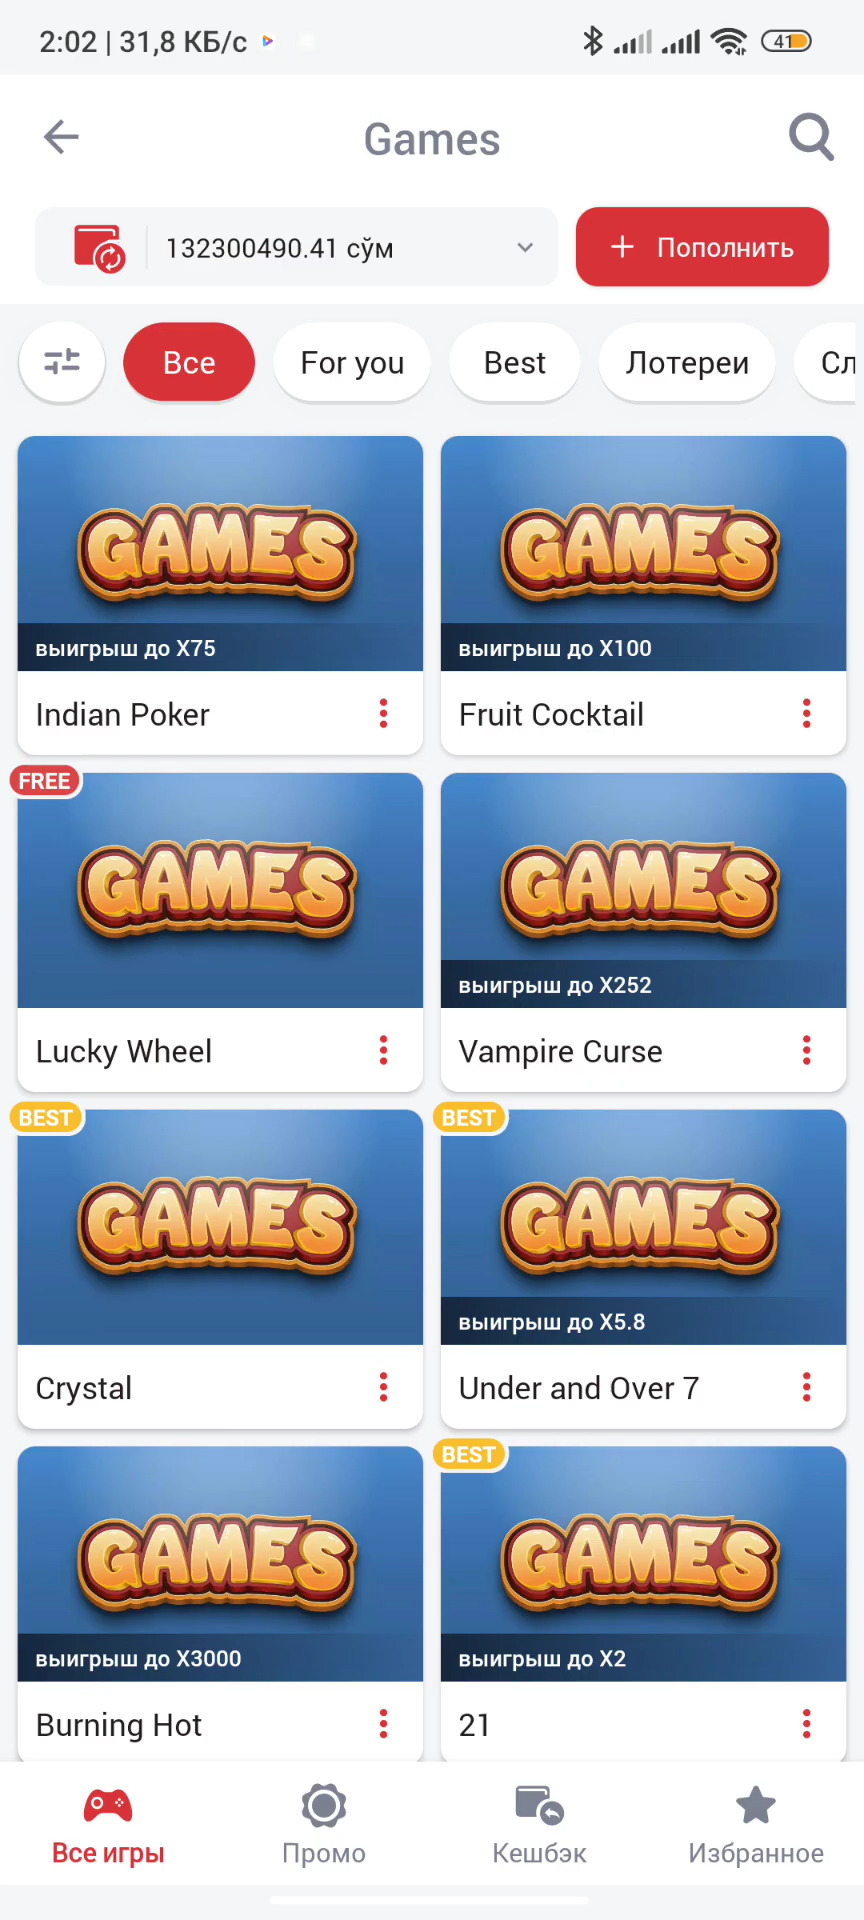 2:02 | 31,8 КБ/с
41
Games
132300490.41 сўм
+ Пополнить
Все
For you
Best
Лотереи
Сл
GAMES
GAMES
выигрыш до X75
выигрыш до X100
Indian Poker
Fruit Cocktail
FREE
GAMES
GAMES
выигрыш до X252
Lucky Wheel
Vampire Curse
BEST
BEST
GAMES
GAMES
выигрыш до X5.8
Crystal
Under and Over 7
BEST
GAMES
GAMES
выигрыш до X3000
выигрыш до X2
Burning Hot
21
Все игры
Промо
Кешбэк
Избранное